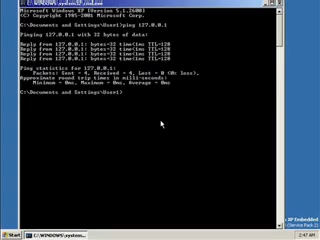 C:\WINDOWS\system32\cmd.exe
Microsoft Windows XP [Version 5.1.2600]
(C) Copyright 1985-2001 Microsoft Corp.
C:\Documents and Settings\User1>ping 127.0.0.1
Pinging 127.0.0.1 with 32 bytes of data:
Reply from 127.0.0.1: bytes=32 time<1ms TTL=128
Reply from 127.0.0.1: bytes=32 time<1ms TTL=128
Reply from 127.0.0.1: bytes=32 time<1ms TTL=128
Reply from 127.0.0.1: bytes=32 time<1ms TTL=128
Ping statistics for 127.0.0.1:
Packets: Sent = 4, Received = 4, Lost = 0 (0% loss),
Approximate round trip times in milli-seconds:
Minimum = 0ms, Maximum = 0ms, Average = 0ms
C:\Documents and Settings\User1>
XP Embedded
(Service Pack 2)
Start
C:\WINDOWS\system...
2:47 AM